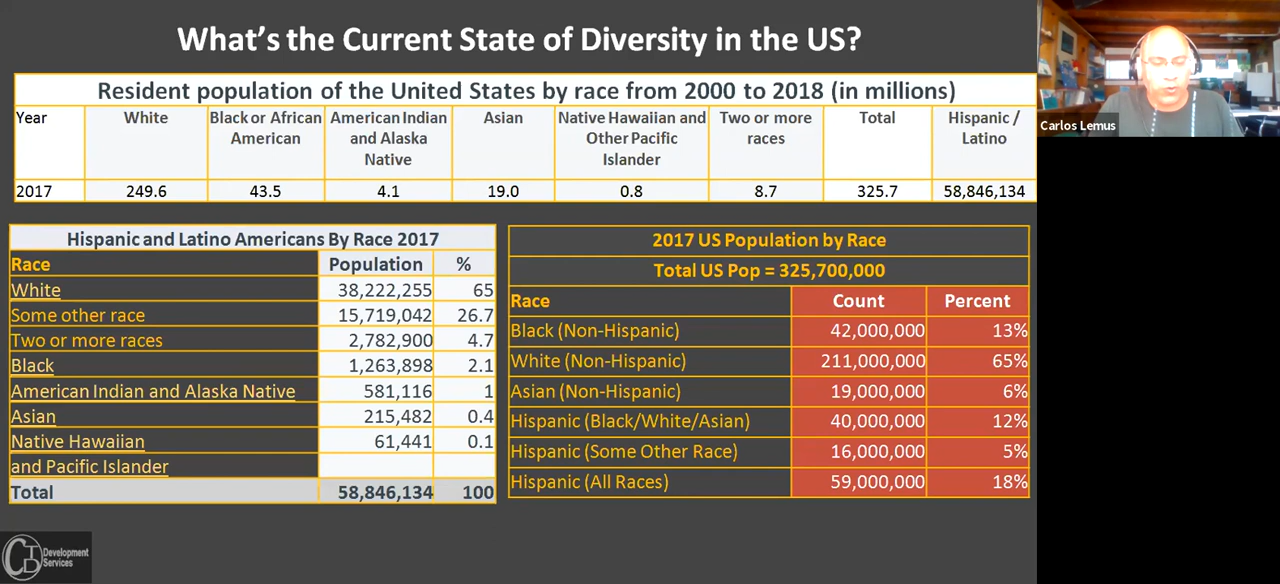 What's the Current State of Diversity in the US?
Resident population of the United States by race from 2000 to 2018 (in millions)
Year White Black or African American American Indian and Alaska Native Asian Native Hawaiian and Other Pacific Islander Two or more races Total Hispanic / Latino
2017 249.6 43.5 4.1 19.0 0.8 8.7 325.7 58,846,134
Hispanic and Latino Americans By Race 2017
Race Population %
White 38,222,255 65
Some other race 15,719,042 26.7
Two or more races 2,782,900 4.7
Black 1,263,898 2.1
American Indian and Alaska Native 581,116 1
Asian 215,482 0.4
Native Hawaiian 61,441 0.1
and Pacific Islander
Total 58,846,134 100
2017 US Population by Race
Total US Pop = 325,700,000
Race Count Percent
Black (Non-Hispanic) 42,000,000 13%
White (Non-Hispanic) 211,000,000 65%
Asian (Non-Hispanic) 19,000,000 6%
Hispanic (Black/White/Asian) 40,000,000 12%
Hispanic (Some Other Race) 16,000,000 5%
Hispanic (All Races) 59,000,000 18%
Carlos Lemus
CTD Development
Services